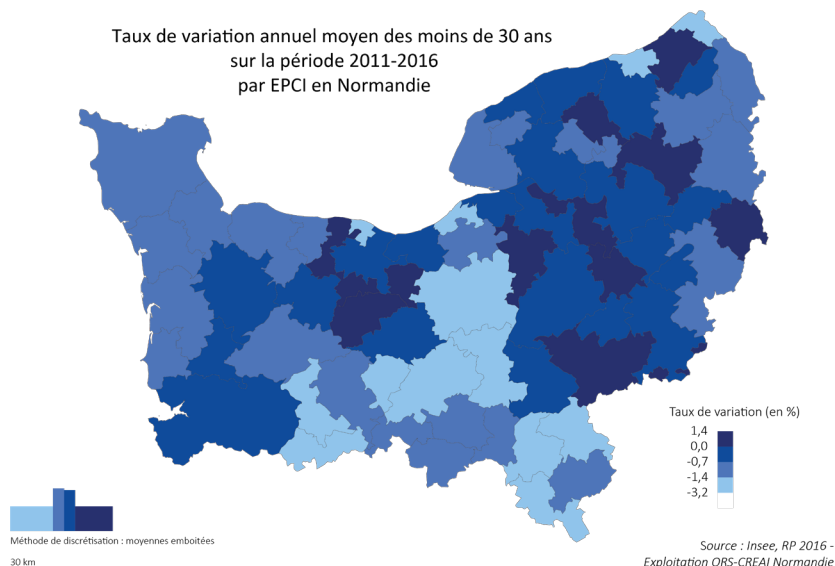 Taux de variation annuel moyen des moins de 30 ans
sur la période 2011-2016
par EPCI en Normandie
Taux de variation (en %)
1,4
0,0
-0,7
-1,4
-3,2
Méthode de discrétisation : moyennes emboitées
30 km
Source : Insee, RP 2016 -
Exploitation ORS-CREAI Normandie